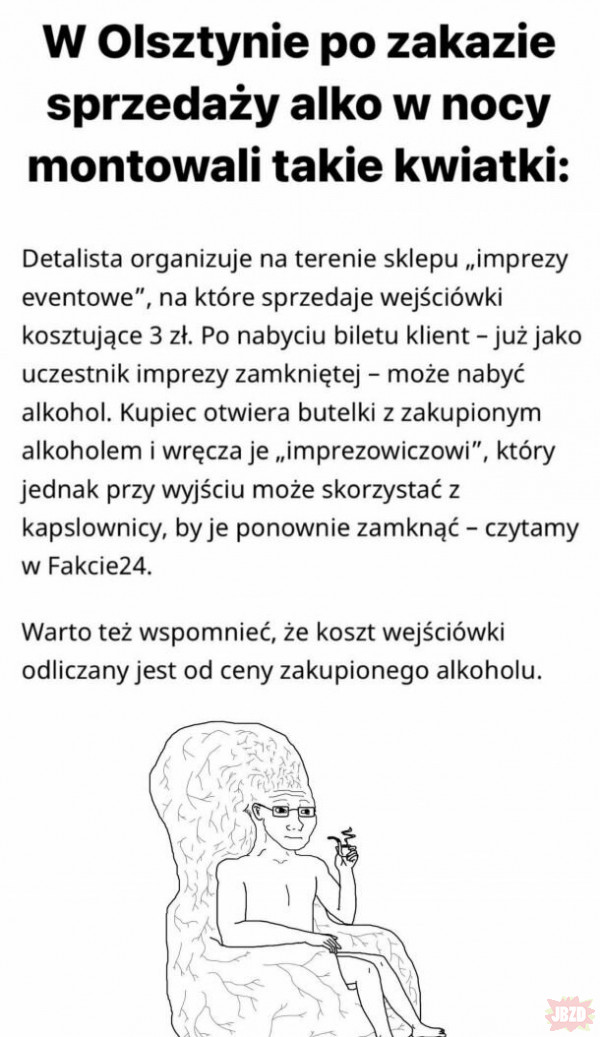 W Olsztynie po zakazie
sprzedaży alko w nocy
montowali takie kwiatki:
Detalista organizuje na terenie sklepu „imprezy
eventowe”, na które sprzedaje wejściówki
kosztujące 3 zł. Po nabyciu biletu klient – już jako
uczestnik imprezy zamkniętej – może nabyć
alkohol. Kupiec otwiera butelki z zakupionym
alkoholem i wręcza je „imprezowiczowi”, który
jednak przy wyjściu może skorzystać z
kapslownicy, by je ponownie zamknąć – czytamy
w Fakcie24.
Warto też wspomnieć, że koszt wejściówki
odliczany jest od ceny zakupionego alkoholu.
JBZD